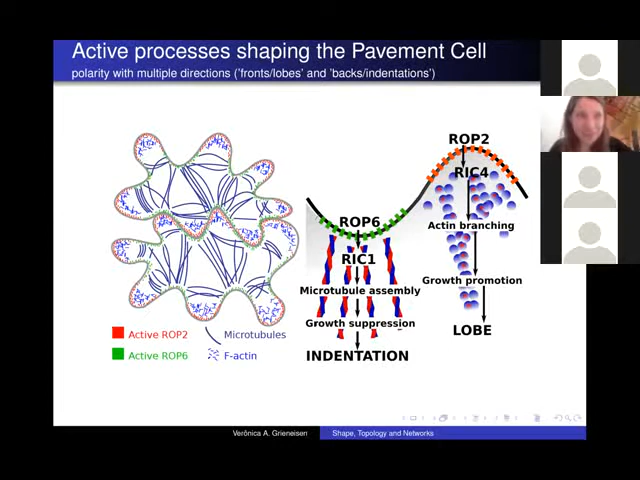 Active processes shaping the Pavement Cell
polarity with multiple directions ('fronts/lobes' and 'backs/indentations')
ROP2
RIC4
Actin branching
Growth promotion
LOBE
ROP6
RIC1
Microtubule assembly
Growth suppression
INDENTATION
Active ROP2
Microtubules
Active ROP6
F-actin
Verônica A. Grieneisen
Shape, Topology and Networks